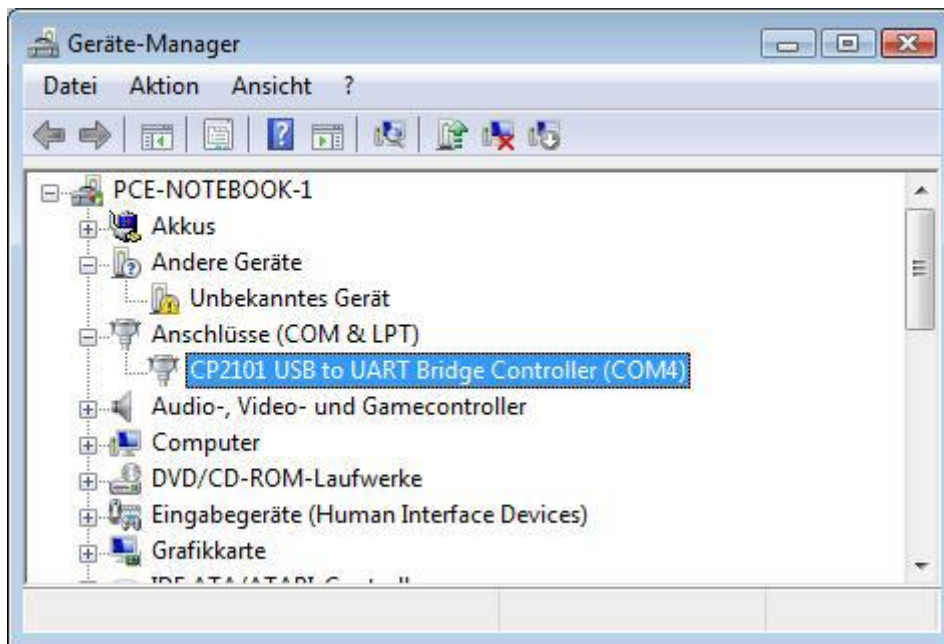 Geräte-Manager
Datei Aktion Ansicht ?
PCE-NOTEBOOK-1
Akkus
Andere Geräte
Unbekanntes Gerät
Anschlüsse (COM & LPT)
CP2101 USB to UART Bridge Controller (COM4)
Audio-, Video- und Gamecontroller
Computer
DVD/CD-ROM-Laufwerke
Eingabegeräte (Human Interface Devices)
Grafikkarte